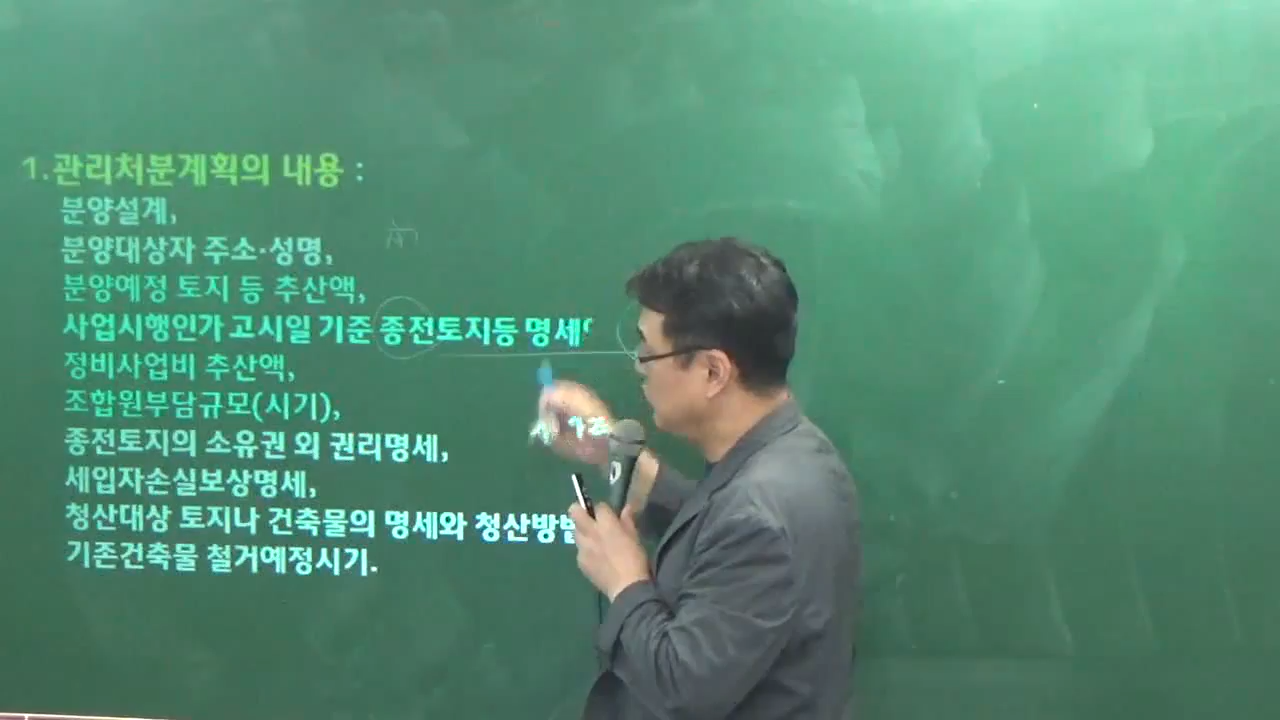 1.관리처분계획의 내용 :
분양설계,
분양대상자 주소·성명,
분양예정 토지 등 추산액,
사업시행인가 고시일 기준 종전토지등 명세
정비사업비 추산액,
조합원부담규모(시기),
종전토지의 소유권 외 권리명세,
세입자손실보상명세,
청산대상 토지나 건축물의 명세와 청산방
기존건축물 철거예정시기.